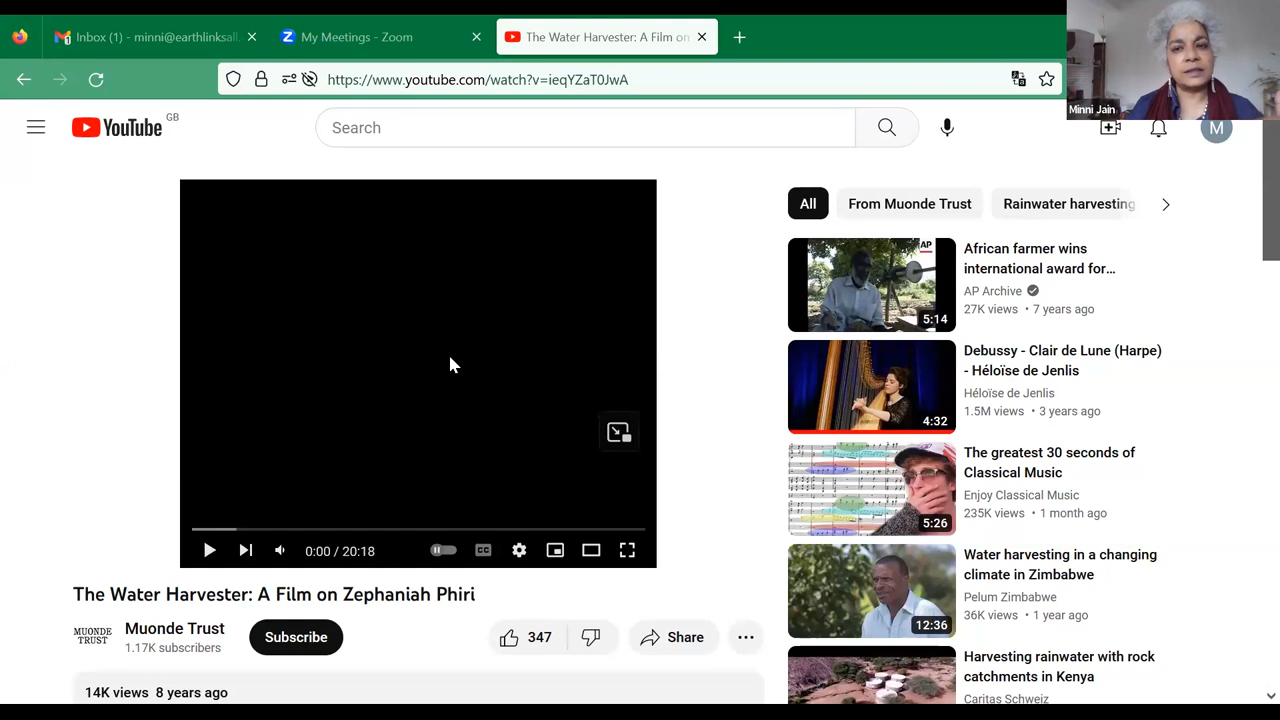 Inbox (1) - minni@earthlinksall.
My Meetings - Zoom
The Water Harvester: A Film on
https://www.youtube.com/watch?v=ieqYZaT0JwA
Minni Jain
YouTube GB
Search
M
All
From Muonde Trust
Rainwater harvesting
AP
5:14
African farmer wins
international award for...
AP Archive
27K views • 7 years ago
4:32
Debussy - Clair de Lune (Harpe)
- Héloïse de Jenlis
Héloïse de Jenlis
1.5M views • 3 years ago
5:26
The greatest 30 seconds of
Classical Music
Enjoy Classical Music
235K views • 1 month ago
12:36
Water harvesting in a changing
climate in Zimbabwe
Pelum Zimbabwe
36K views • 1 year ago
Harvesting rainwater with rock
catchments in Kenya
Caritas Schweiz
0:00 / 20:18
CC
The Water Harvester: A Film on Zephaniah Phiri
MUONDE
TRUST
Muonde Trust
1.17K subscribers
Subscribe
347
Share
14K views 8 years ago